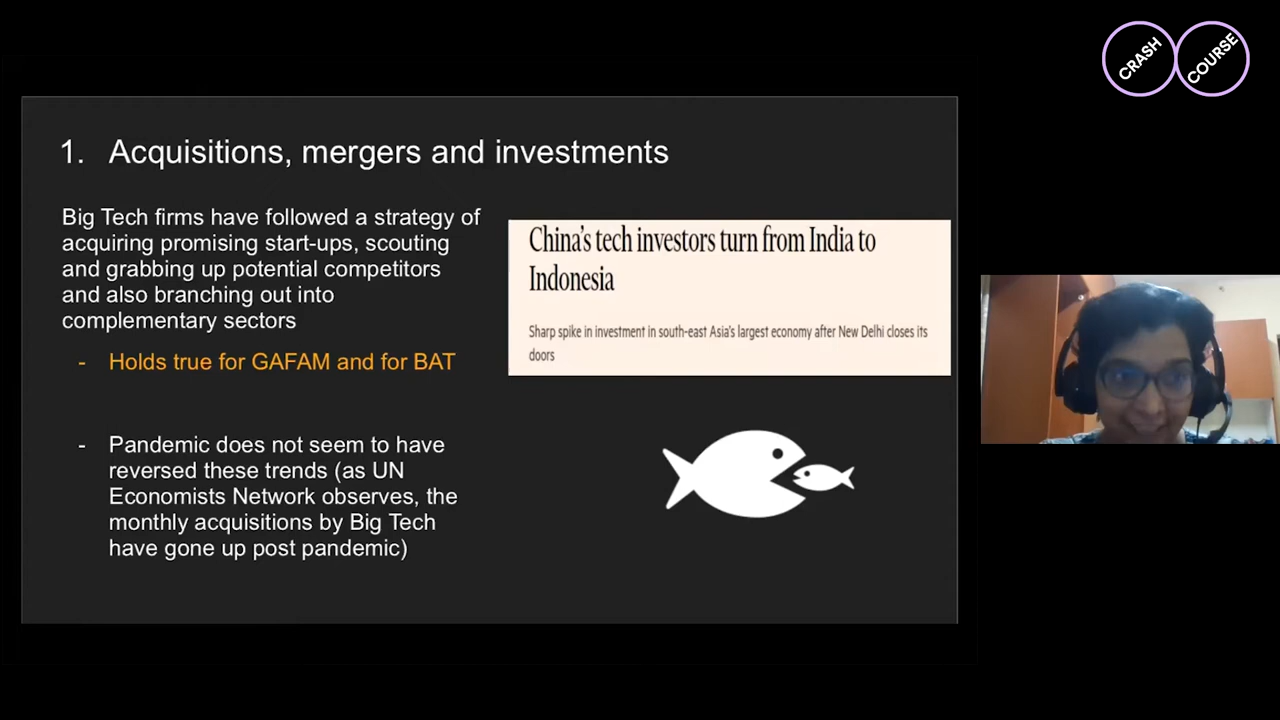 CRASH COURSE
1. Acquisitions, mergers and investments
Big Tech firms have followed a strategy of
acquiring promising start-ups, scouting
and grabbing up potential competitors
and also branching out into
complementary sectors
- Holds true for GAFAM and for BAT
- Pandemic does not seem to have
reversed these trends (as UN
Economists Network observes, the
monthly acquisitions by Big Tech
have gone up post pandemic)
China's tech investors turn from India to
Indonesia
Sharp spike in investment in south-east Asia's largest economy after New Delhi closes its
doors